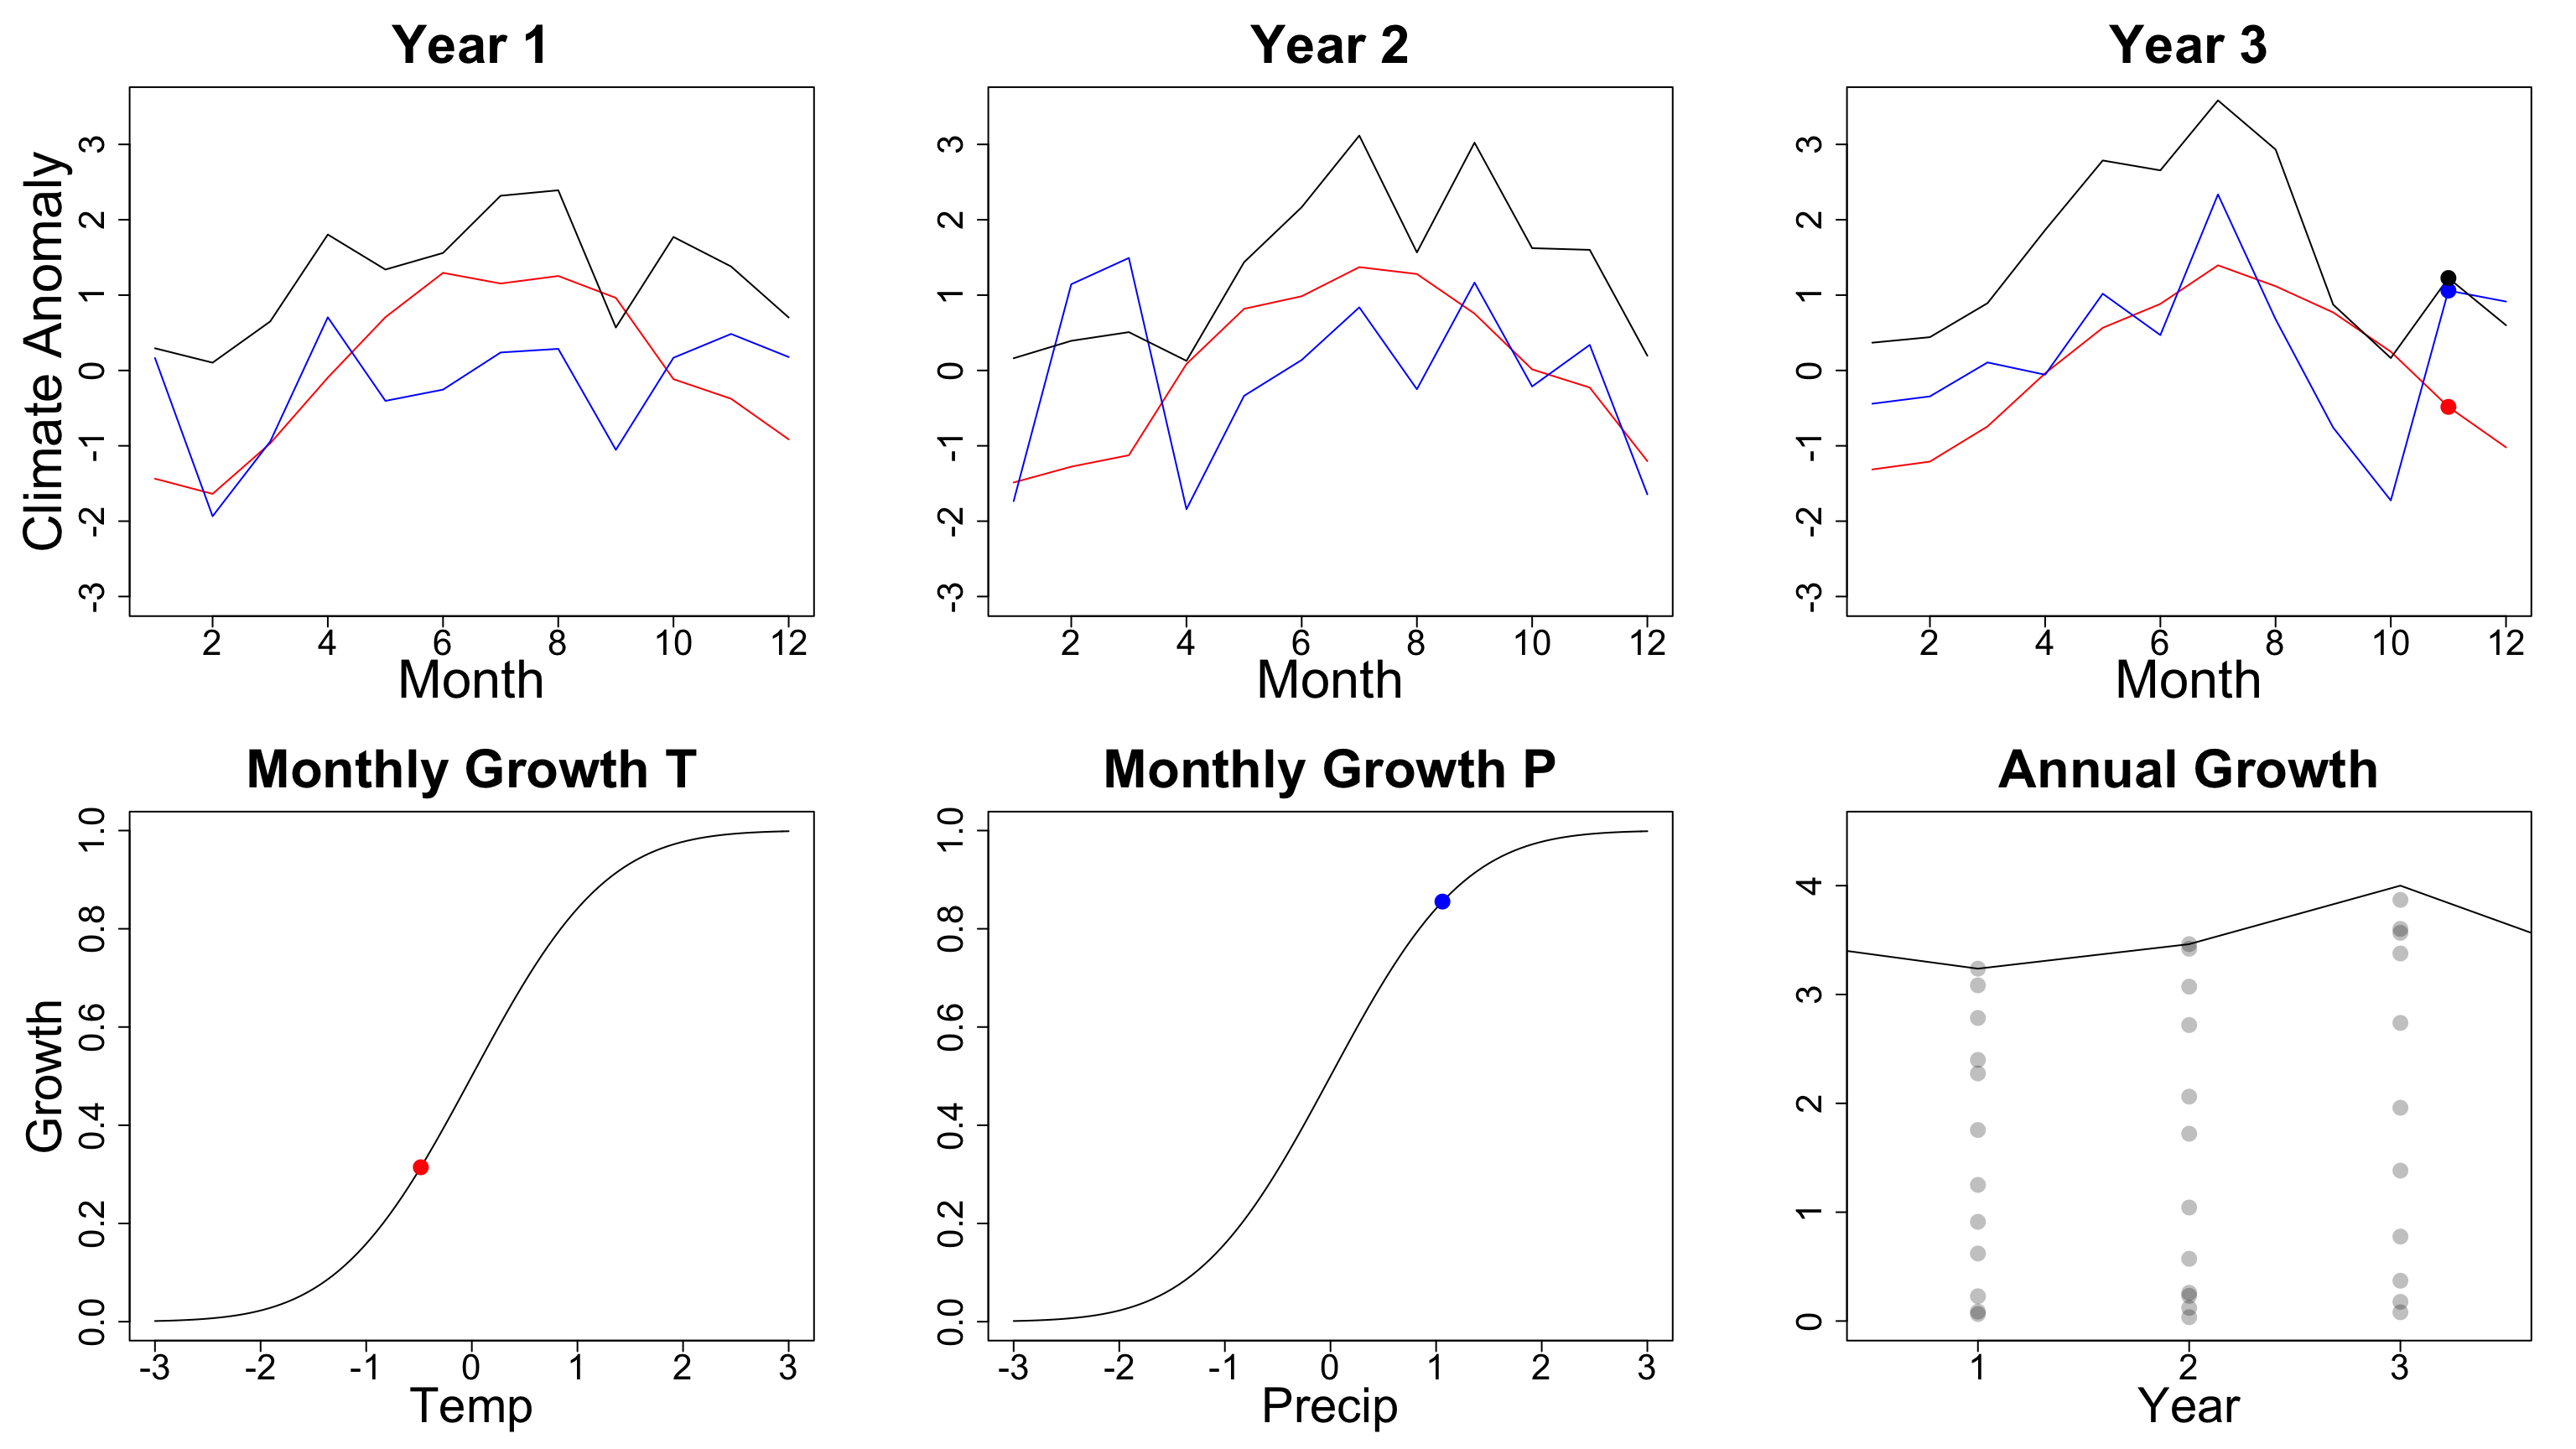 Year 1
Year 2
Year 3
Climate Anomaly
3
2
1
0
-1
-2
-3
2 4 6 8 10 12
Month
3
2
1
0
-1
-2
-3
2 4 6 8 10 12
Month
3
2
1
0
-1
-2
-3
2 4 6 8 10 12
Month
Monthly Growth T
Monthly Growth P
Annual Growth
Growth
1.0
0.8
0.6
0.4
0.2
0.0
-3 -2 -1 0 1 2 3
Temp
1.0
0.8
0.6
0.4
0.2
0.0
-3 -2 -1 0 1 2 3
Precip
4
3
2
1
0
1 2 3
Year